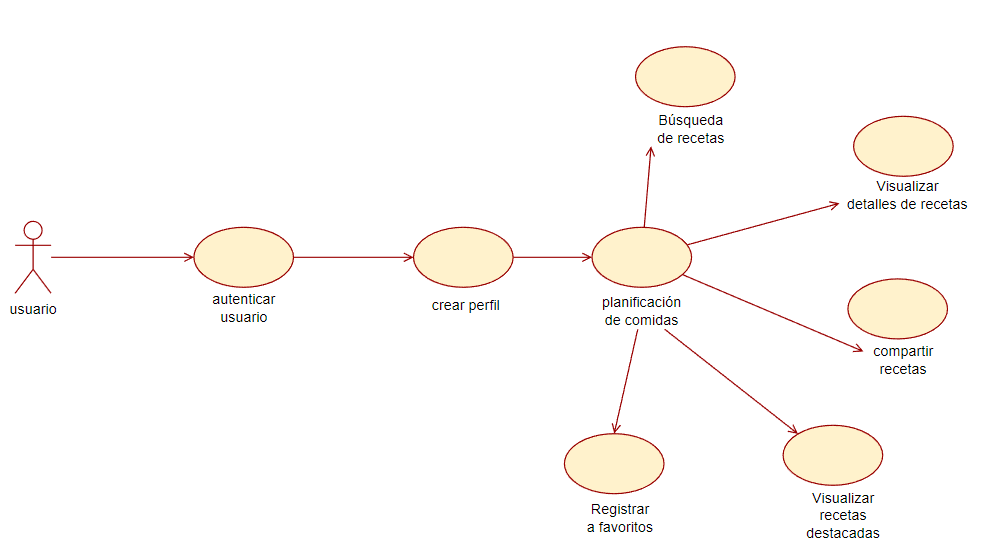 Búsqueda
de recetas
Visualizar
detalles de recetas
usuario
autenticar
usuario
crear perfil
planificación
de comidas
compartir
recetas
Registrar
a favoritos
Visualizar
recetas
destacadas